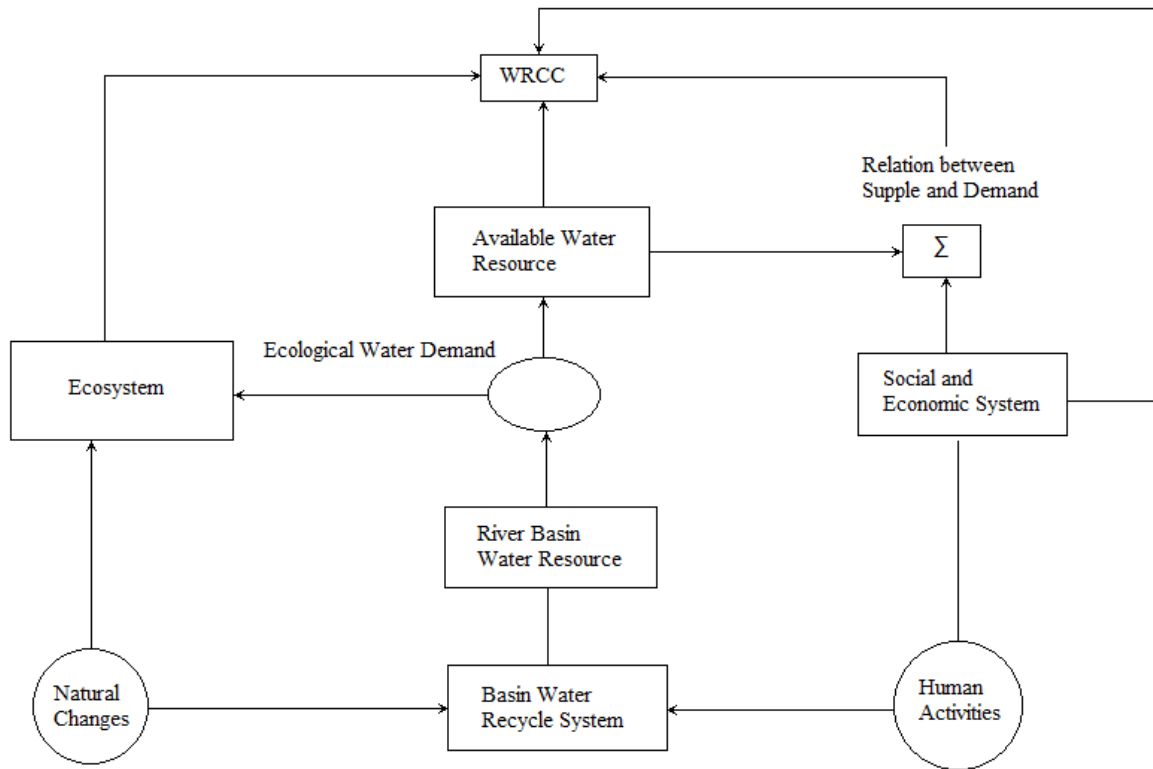 WRCC
Relation between
Supple and Demand
Available Water
Resource
Σ
Ecological Water Demand
Ecosystem
Social and
Economic System
River Basin
Water Resource
Natural
Changes
Basin Water
Recycle System
Human
Activities